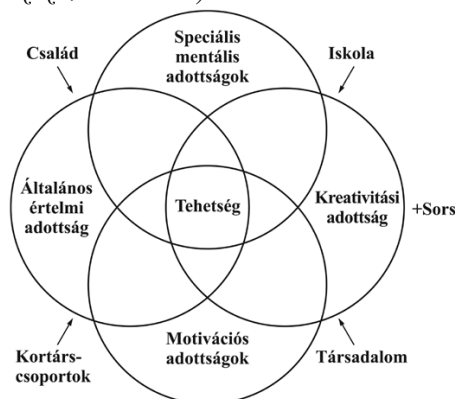 Speciális
mentális
adottságok
Család
Iskola
Általános
értelmi
adottság
Tehetség
Kreativitási
adottság
+Sors
Motivációs
adottságok
Kortárs-
csoportok
Társadalom